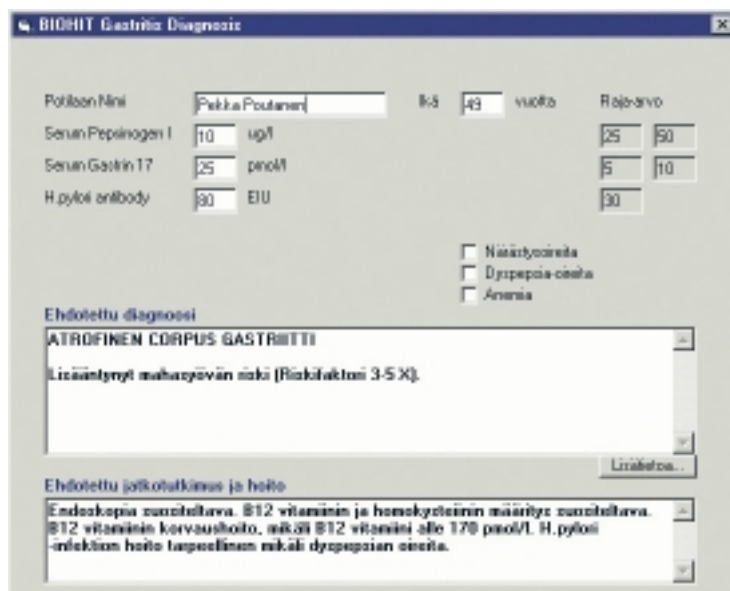 BIOHIT Gastritis Diagnosis
Potilaan Nimi Pekka Poutanen Ikä 49 vuotta Raja-arvo
Serum Pepsinogen I 10 ug/l 25 50
Serum Gastrin 17 25 pmol/l 5 10
H.pylori antibody 80 EIU 30
Närästysoireita
Dyspepsia-oireita
Anemia
Ehdotettu diagnoosi
ATROFINEN CORPUS GASTRIITTI
Lisääntynyt mahasyövän riski (Riskifaktori 3-5 X).
Lisätietoa...
Ehdotettu jatkotutkimus ja hoito
Endoskopia suositeltava. B12 vitamiinin ja homokysteiinin määritys suositeltava.
B12 vitamiinin korvaushoito, mikäli B12 vitamiini alle 170 pmol/l. H.pylori
-infektion hoito tarpeellinen mikäli dyspepsian oireita.